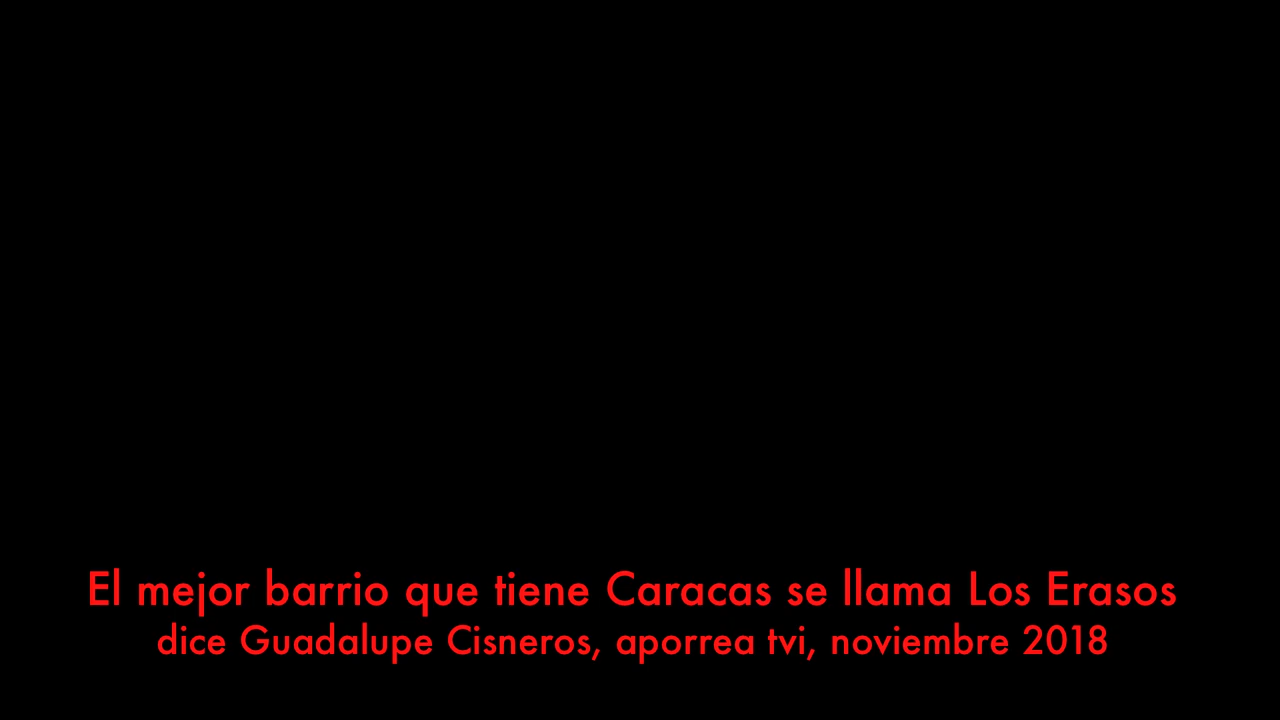 El mejor barrio que tiene Caracas se llama Los Erasos
dice Guadalupe Cisneros, aporrea tvi, noviembre 2018